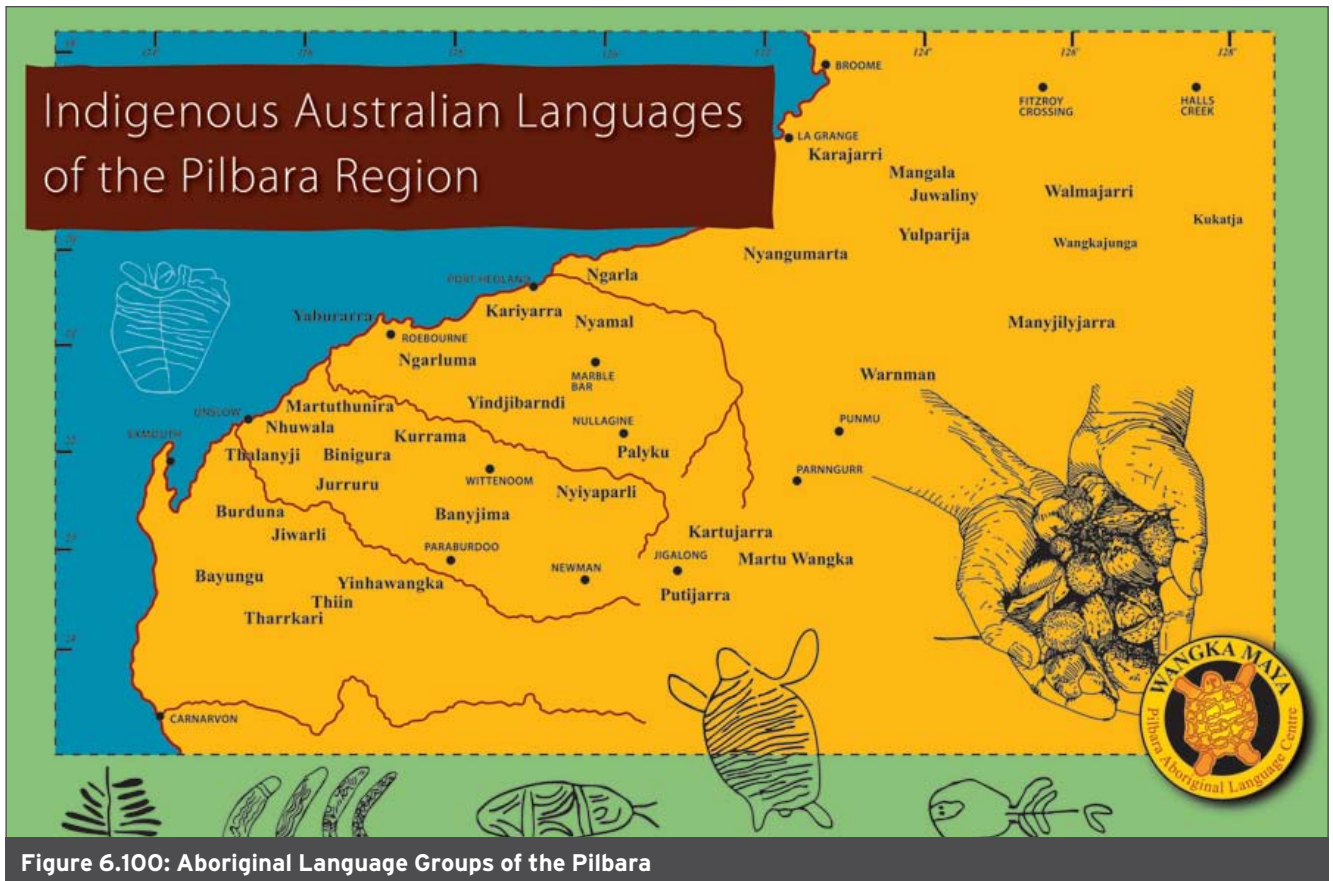 Indigenous Australian Languages
of the Pilbara Region
124°
126°
128°
BROOME
FITZROY
CROSSING
HALLS
CREEK
LA GRANGE
Karajarri
Mangala
Juwaliny
Walmajarri
Kukatja
Yulparija
Wangkajunga
Nyangumarta
Ngarla
PORT HEDLAND
Kariyarra
Nyamal
Yaburarra
ROEBOURNE
Ngarluma
Manyjilyjarra
MARBLE
BAR
Warnman
Martuthunira
Yindjibarndi
ONSLOW
Nhuwala
Kurrama
NULLAGINE
PUNMU
EXMOUTH
Thalanyji
Binigura
Palyku
PARNNGURR
Jurruru
WITTENOOM
Nyiyaparli
Burduna
Banyjima
Jiwarli
Kartujarra
PARABURDOO
JIGALONG
Martu Wangka
NEWMAN
Bayungu
Yinhawangka
Putijarra
Thiin
Tharrkari
CARNARVON
WANGKA MAYA
Pilbara Aboriginal Language Centre
Figure 6.100: Aboriginal Language Groups of the Pilbara